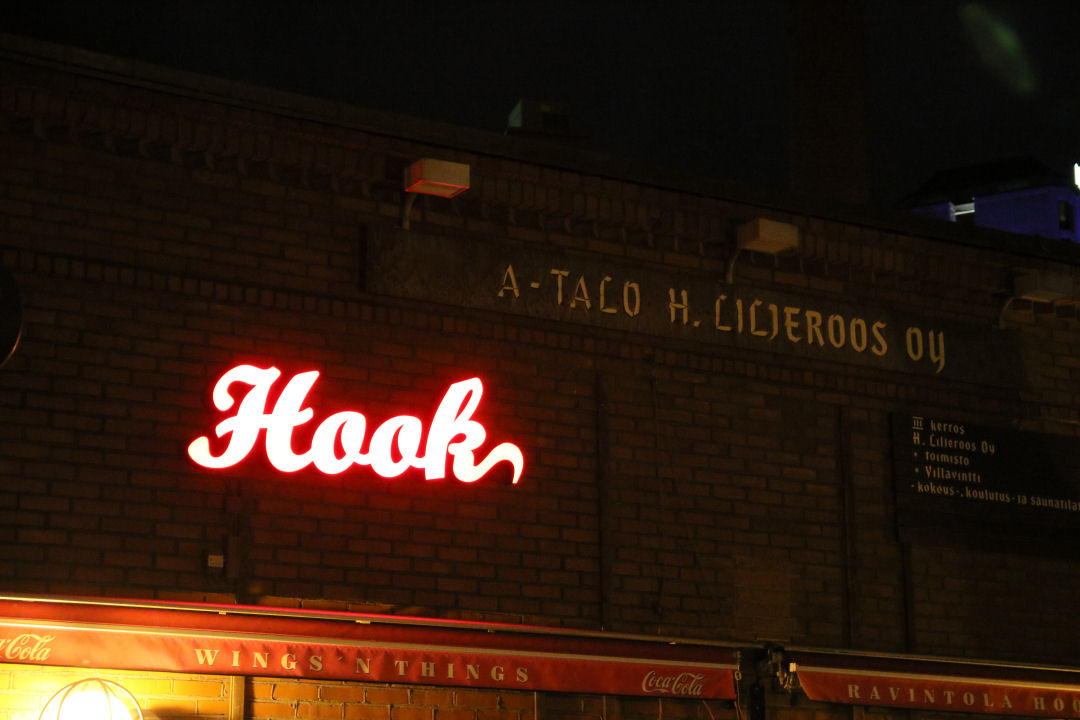 A-TALO H. LILJEROOS OY
Hook
III kerros
H. Liljeroos Oy
• toimisto
• Villavintti
- kokous-, koulutus- ja saunatilat
Coca-Cola
WINGS 'N THINGS
Coca-Cola
RAVINTOLA HOO